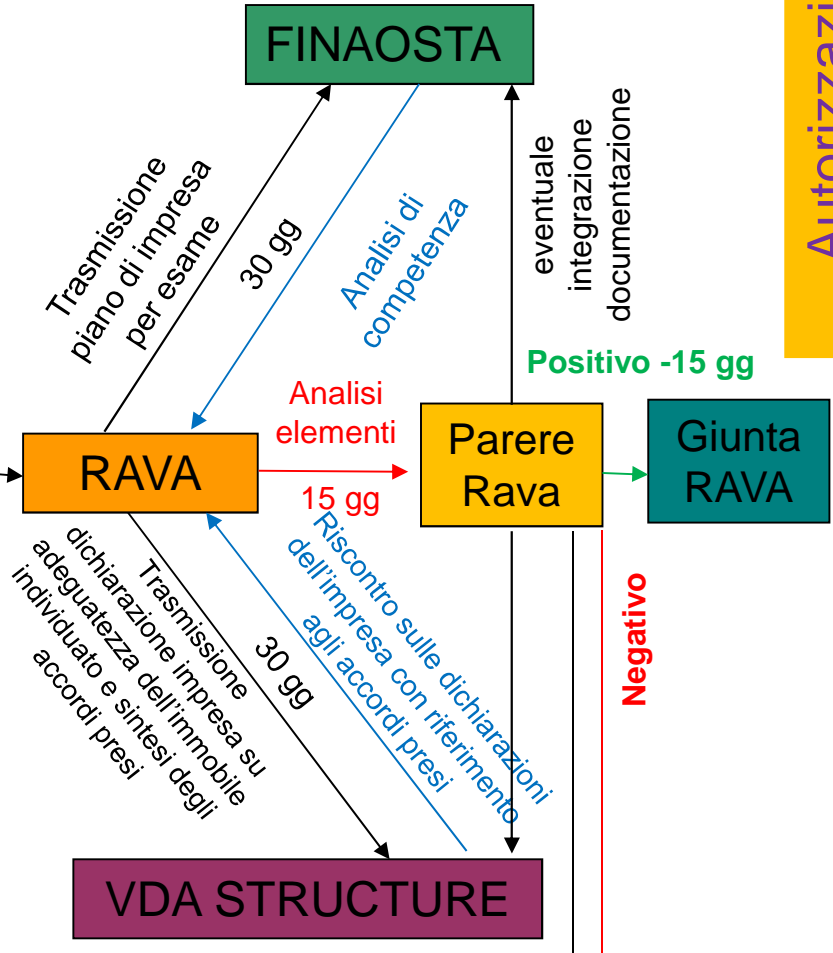 FINAOSTA
Autorizzazi
Trasmissione
piano di impresa
per esame
30 gg
Analisi di
competenza
eventuale
integrazione
documentazione
Positivo -15 gg
RAVA
Analisi
elementi
15 gg
Parere
Rava
Giunta
RAVA
Trasmissione
dichiarazione impresa su
adeguatezza dell'immobile
individuato e sintesi degli
accordi presi
30 gg
Riscontro sulle dichiarazioni
dell'impresa con riferimento
agli accordi presi
Negativo
VDA STRUCTURE